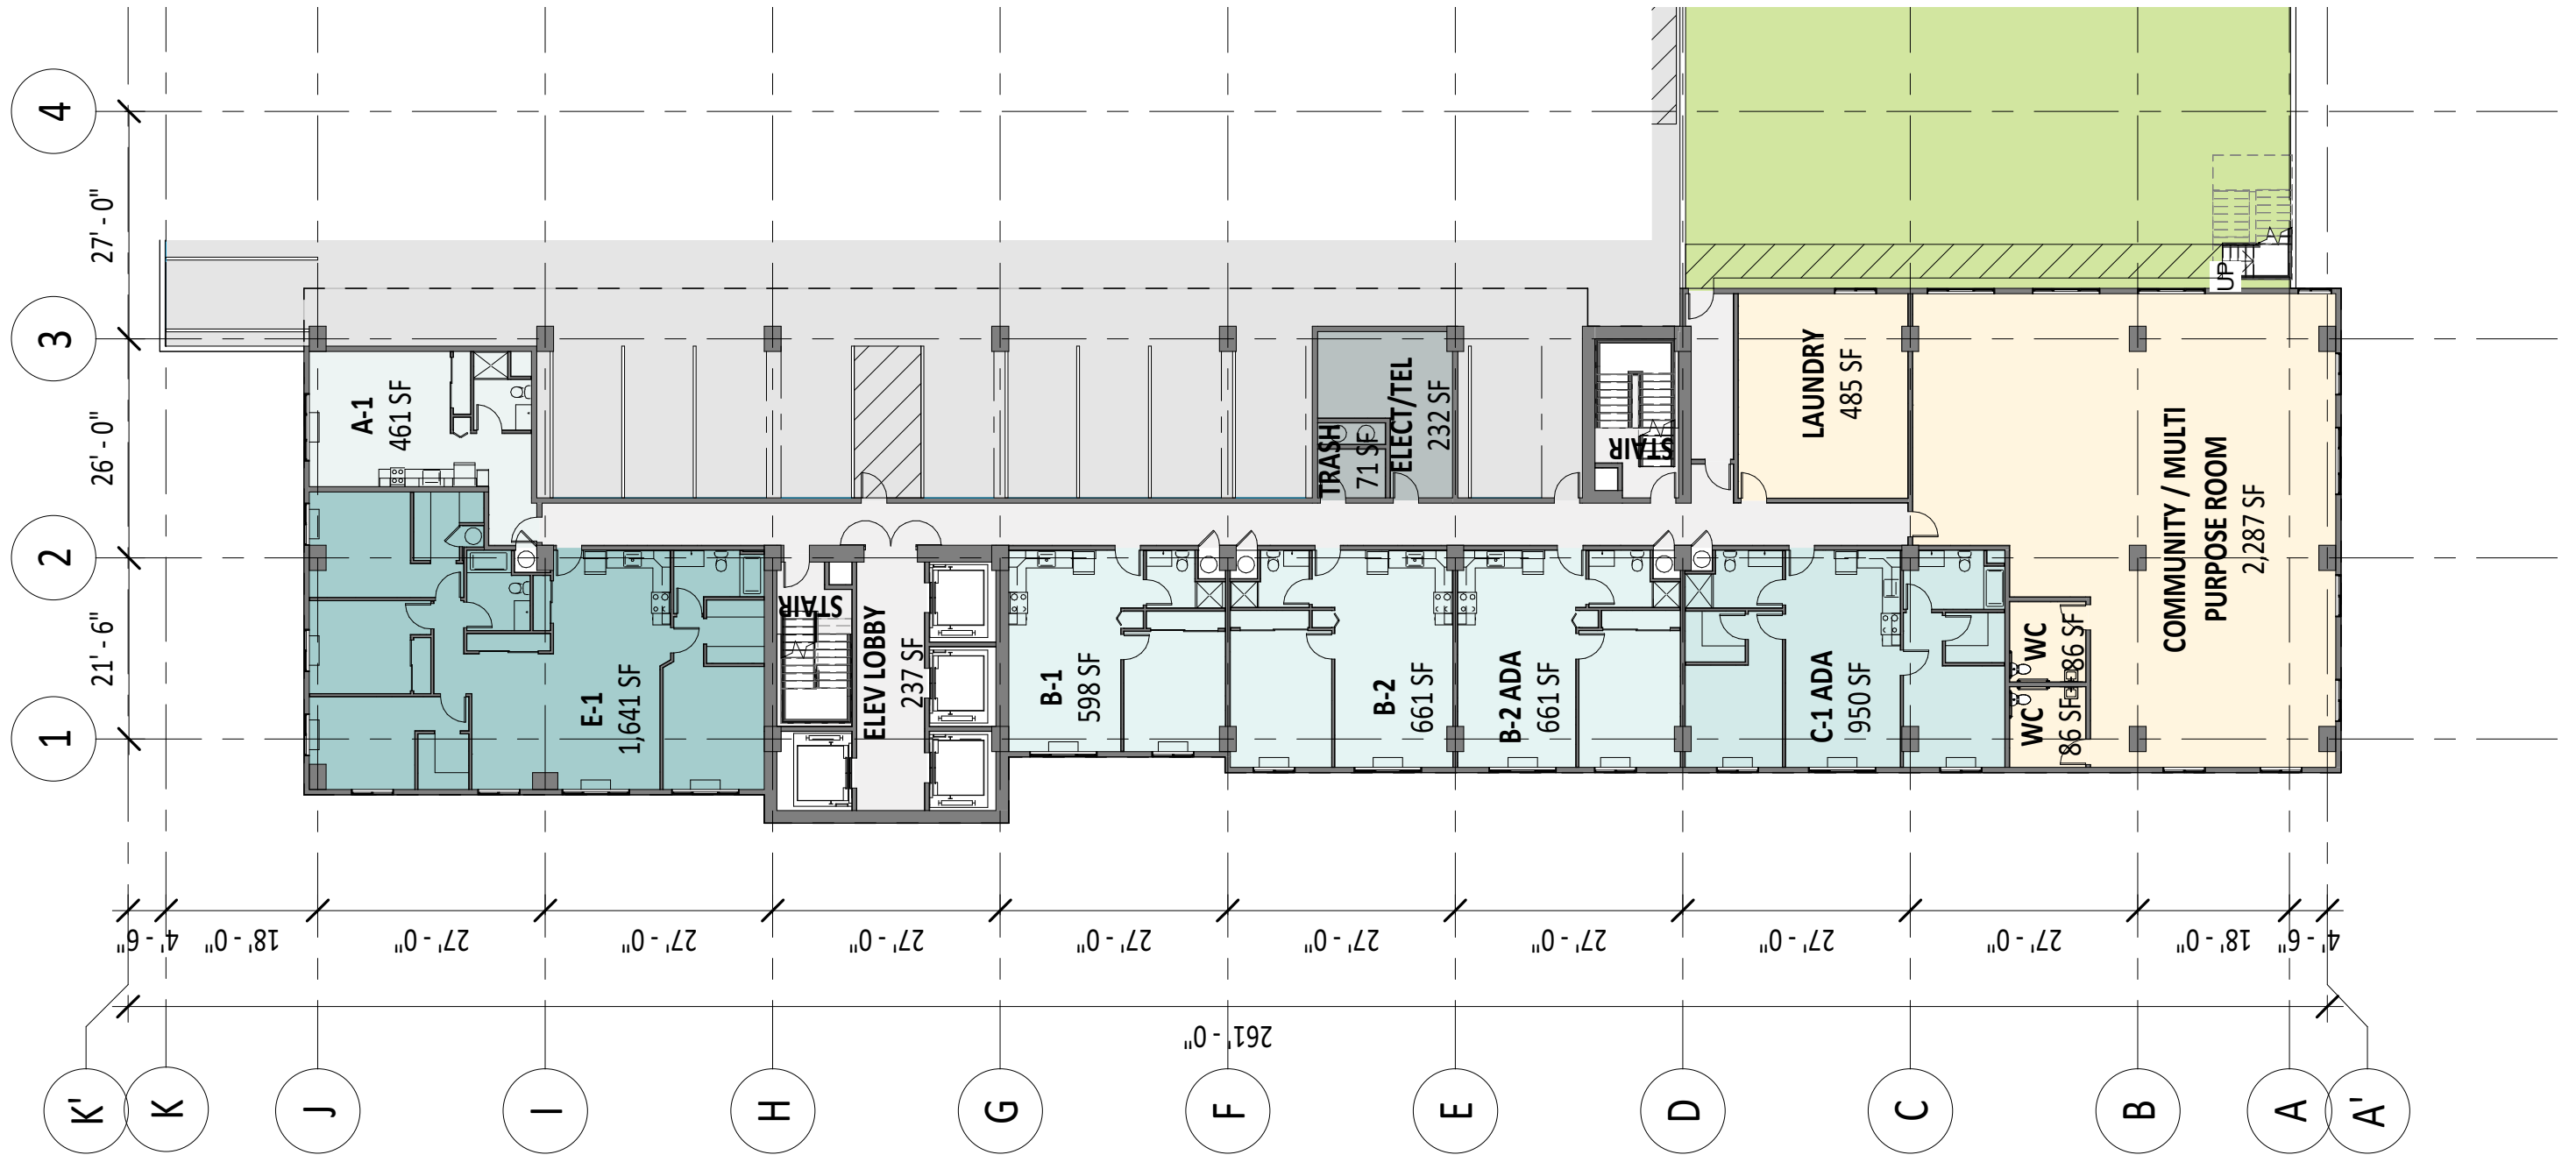 4
3
2
1
27' - 0"
26' - 0"
21' - 6"
A-1
461 SF
E-1
1,641 SF
STAIR
ELEV LOBBY
237 SF
B-1
598 SF
B-2
661 SF
B-2 ADA
661 SF
C-1 ADA
950 SF
TRASH
71 SF
ELECT/TEL
232 SF
STAIR
LAUNDRY
485 SF
WC
86 SF
WC
86 SF
COMMUNITY / MULTI
PURPOSE ROOM
2,287 SF
UP
4' - 6"
18' - 0"
27' - 0"
27' - 0"
27' - 0"
27' - 0"
27' - 0"
27' - 0"
27' - 0"
27' - 0"
18' - 0"
4' - 6"
261' - 0"
K'
K
J
I
H
G
F
E
D
C
B
A
A'